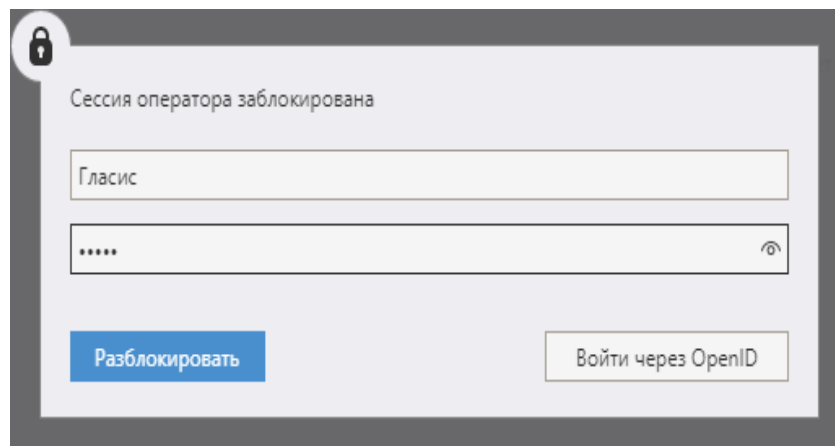 Сессия оператора заблокирована
Гласис
•••••
Разблокировать
Войти через OpenID